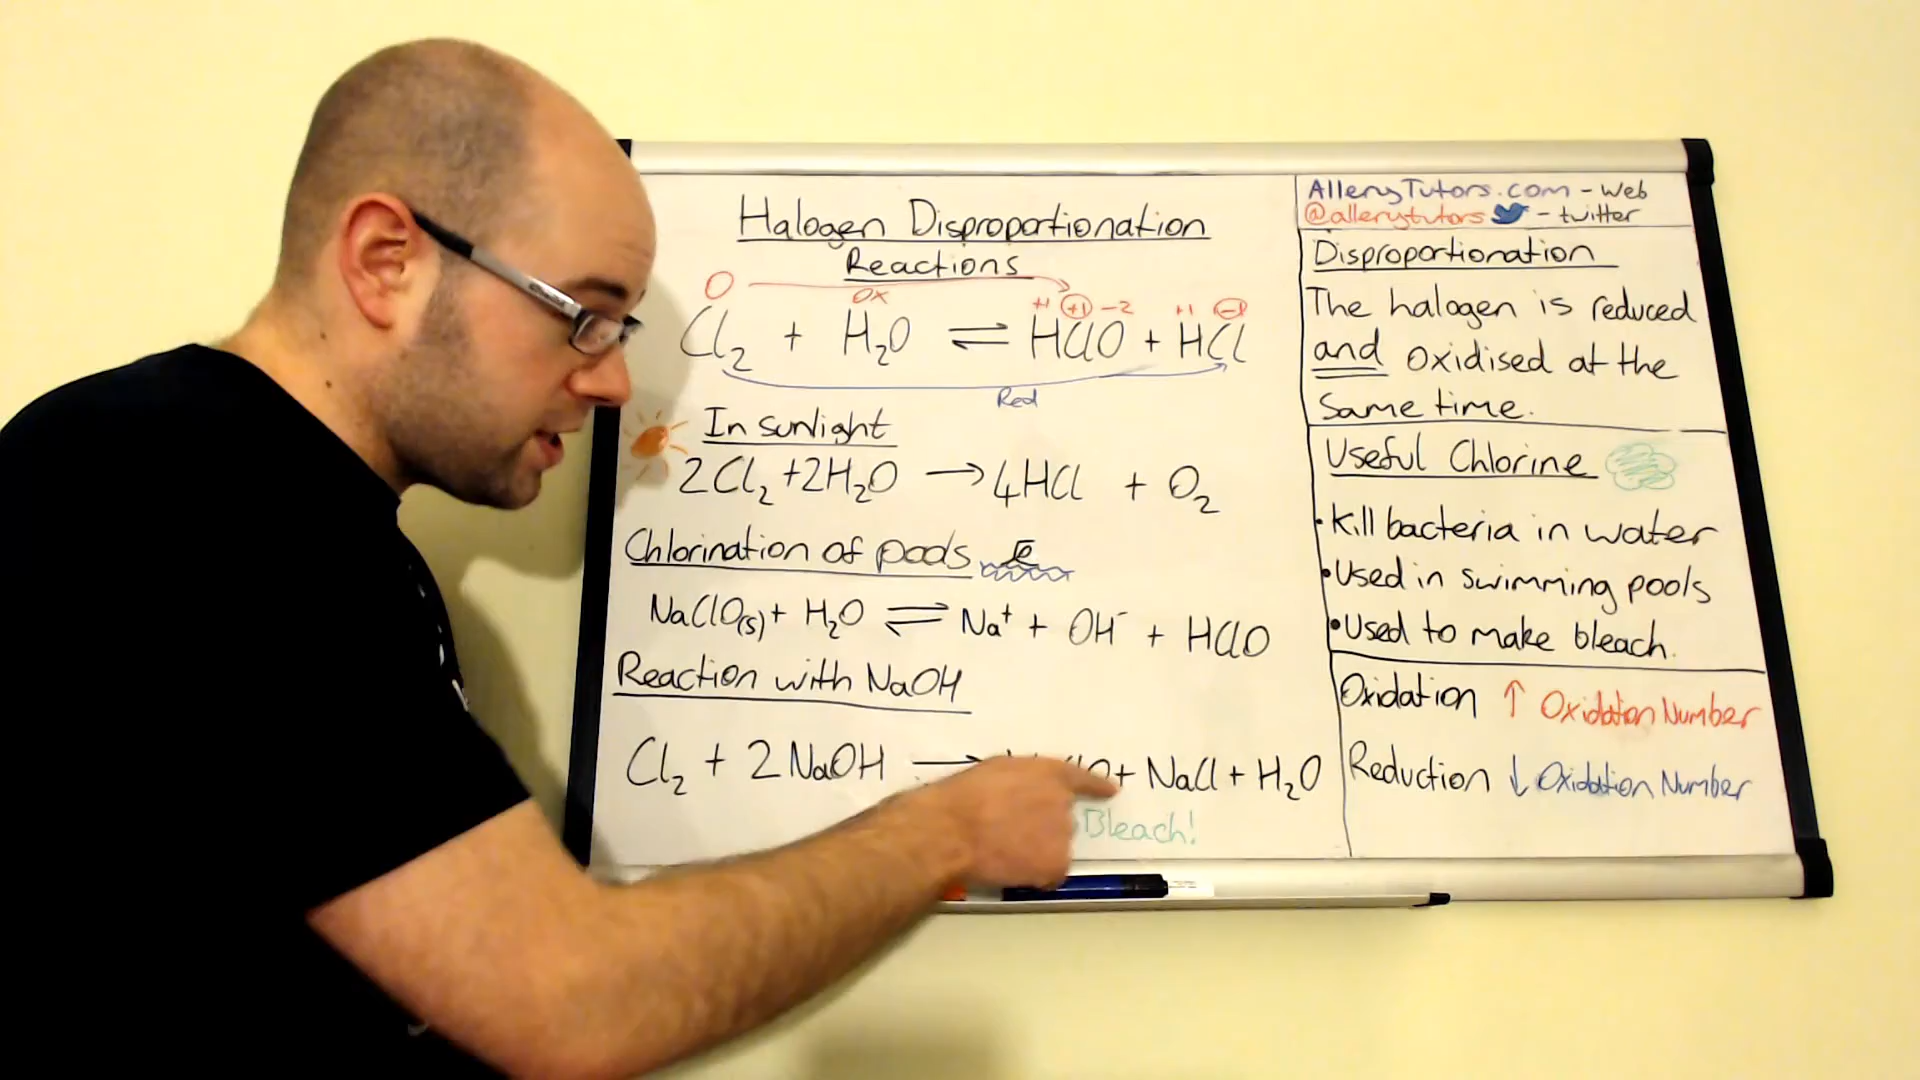 Halogen Disproportionation
Reactions
O
Ox
+1 +1 -2 +1 -1
Cl₂ + H₂O ⇌ HClO + HCl
Red
In sunlight
2Cl₂ + 2H₂O → 4HCl + O₂
Chlorination of pools
NaClO(s) + H₂O ⇌ Na⁺ + OH⁻ + HClO
Reaction with NaOH
Cl₂ + 2NaOH → + NaCl + H₂O
Bleach!
AlleryTutors.com - Web
@allerytutors - twitter
Disproportionation
The halogen is reduced
and oxidised at the
same time.
Useful Chlorine
• Kill bacteria in water
• Used in swimming pools
• Used to make bleach.
Oxidation ↑ Oxidation Number
Reduction ↓ Oxidation Number